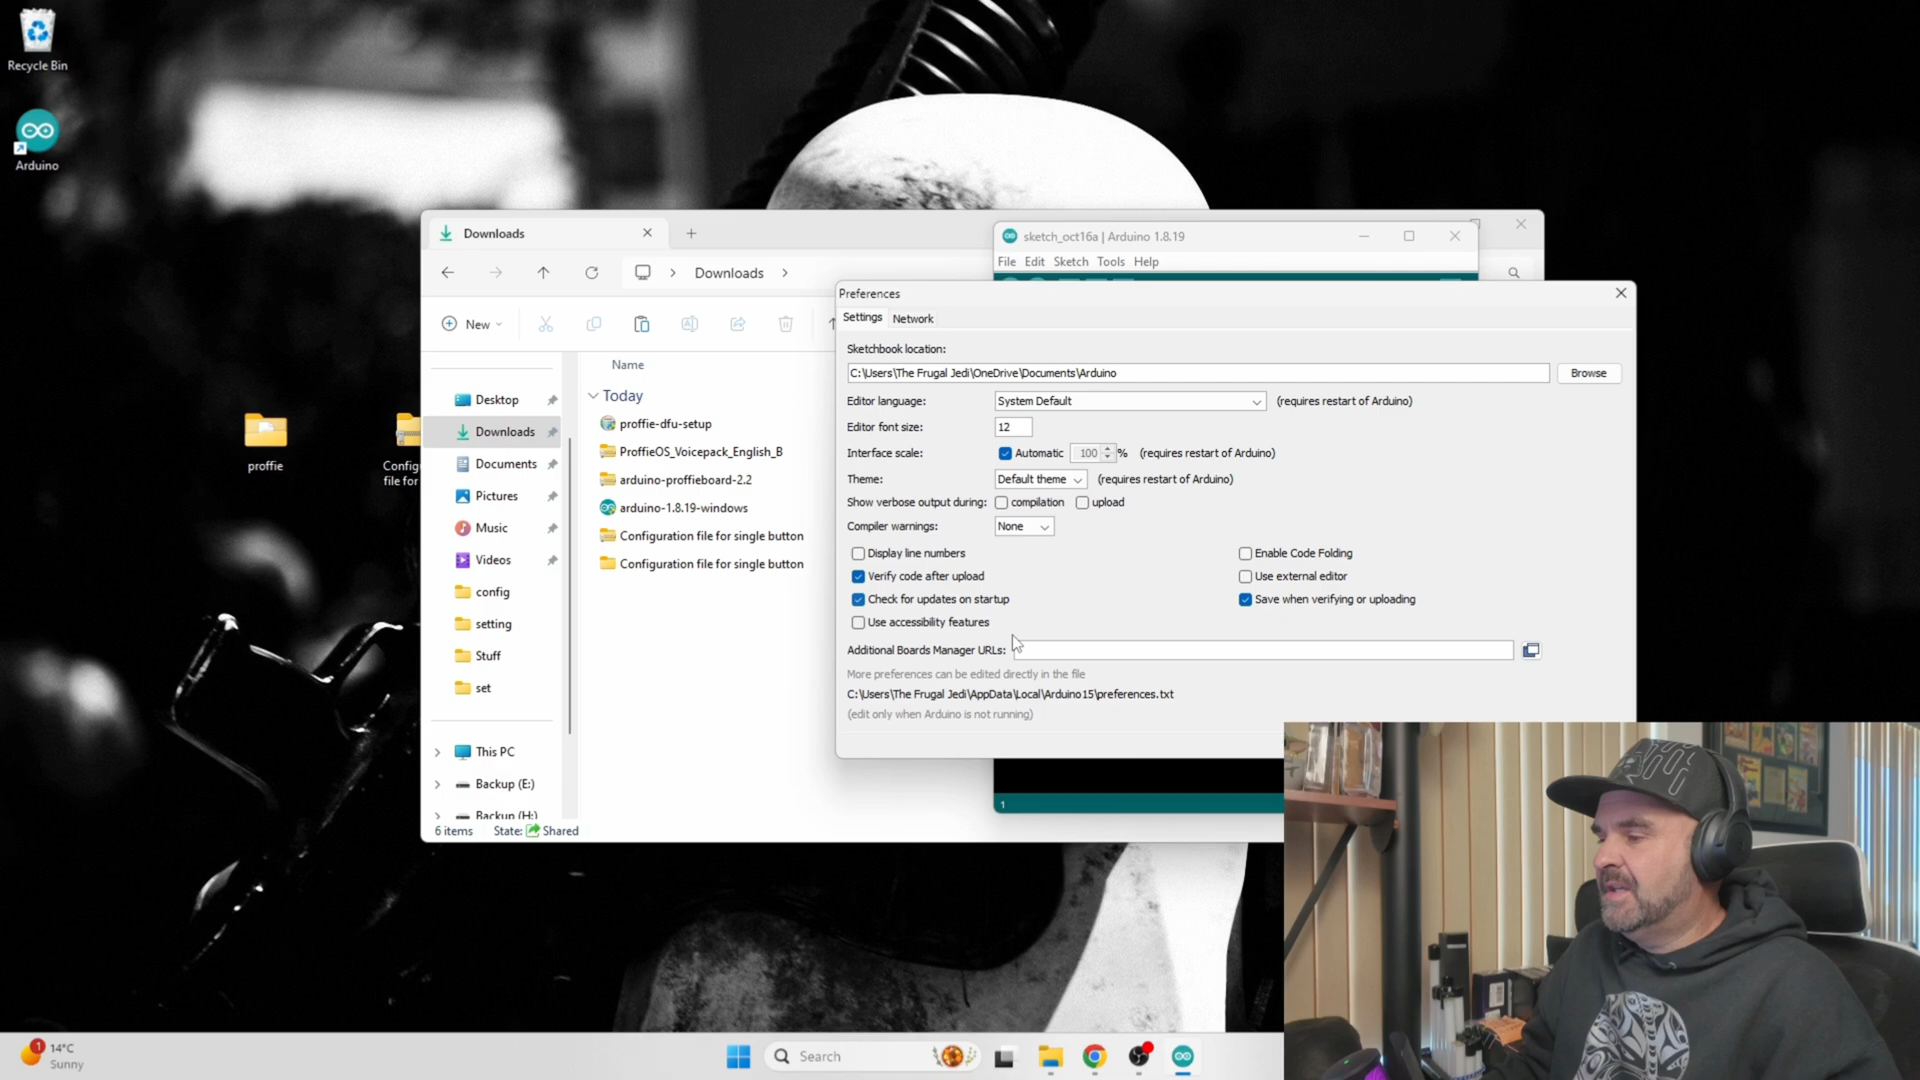 Recycle Bin
Arduino
proffie
Config
file for
Downloads
Downloads
New
Name
Today
proffie-dfu-setup
ProffieOS_Voicepack_English_B
arduino-proffieboard-2.2
arduino-1.8.19-windows
Configuration file for single button
Configuration file for single button
Desktop
Downloads
Documents
Pictures
Music
Videos
config
setting
Stuff
set
This PC
Backup (E:)
Backup (H:)
6 items State: Shared
sketch_oct16a | Arduino 1.8.19
File Edit Sketch Tools Help
Preferences
Settings Network
Sketchbook location:
C:\Users\The Frugal Jedi\OneDrive\Documents\Arduino Browse
Editor language: System Default (requires restart of Arduino)
Editor font size: 12
Interface scale: Automatic 100 % (requires restart of Arduino)
Theme: Default theme (requires restart of Arduino)
Show verbose output during: compilation upload
Compiler warnings: None
Display line numbers Enable Code Folding
Verify code after upload Use external editor
Check for updates on startup Save when verifying or uploading
Use accessibility features
Additional Boards Manager URLs:
More preferences can be edited directly in the file
C:\Users\The Frugal Jedi\AppData\Local\Arduino15\preferences.txt
(edit only when Arduino is not running)
1
1
14°C
Sunny
Search